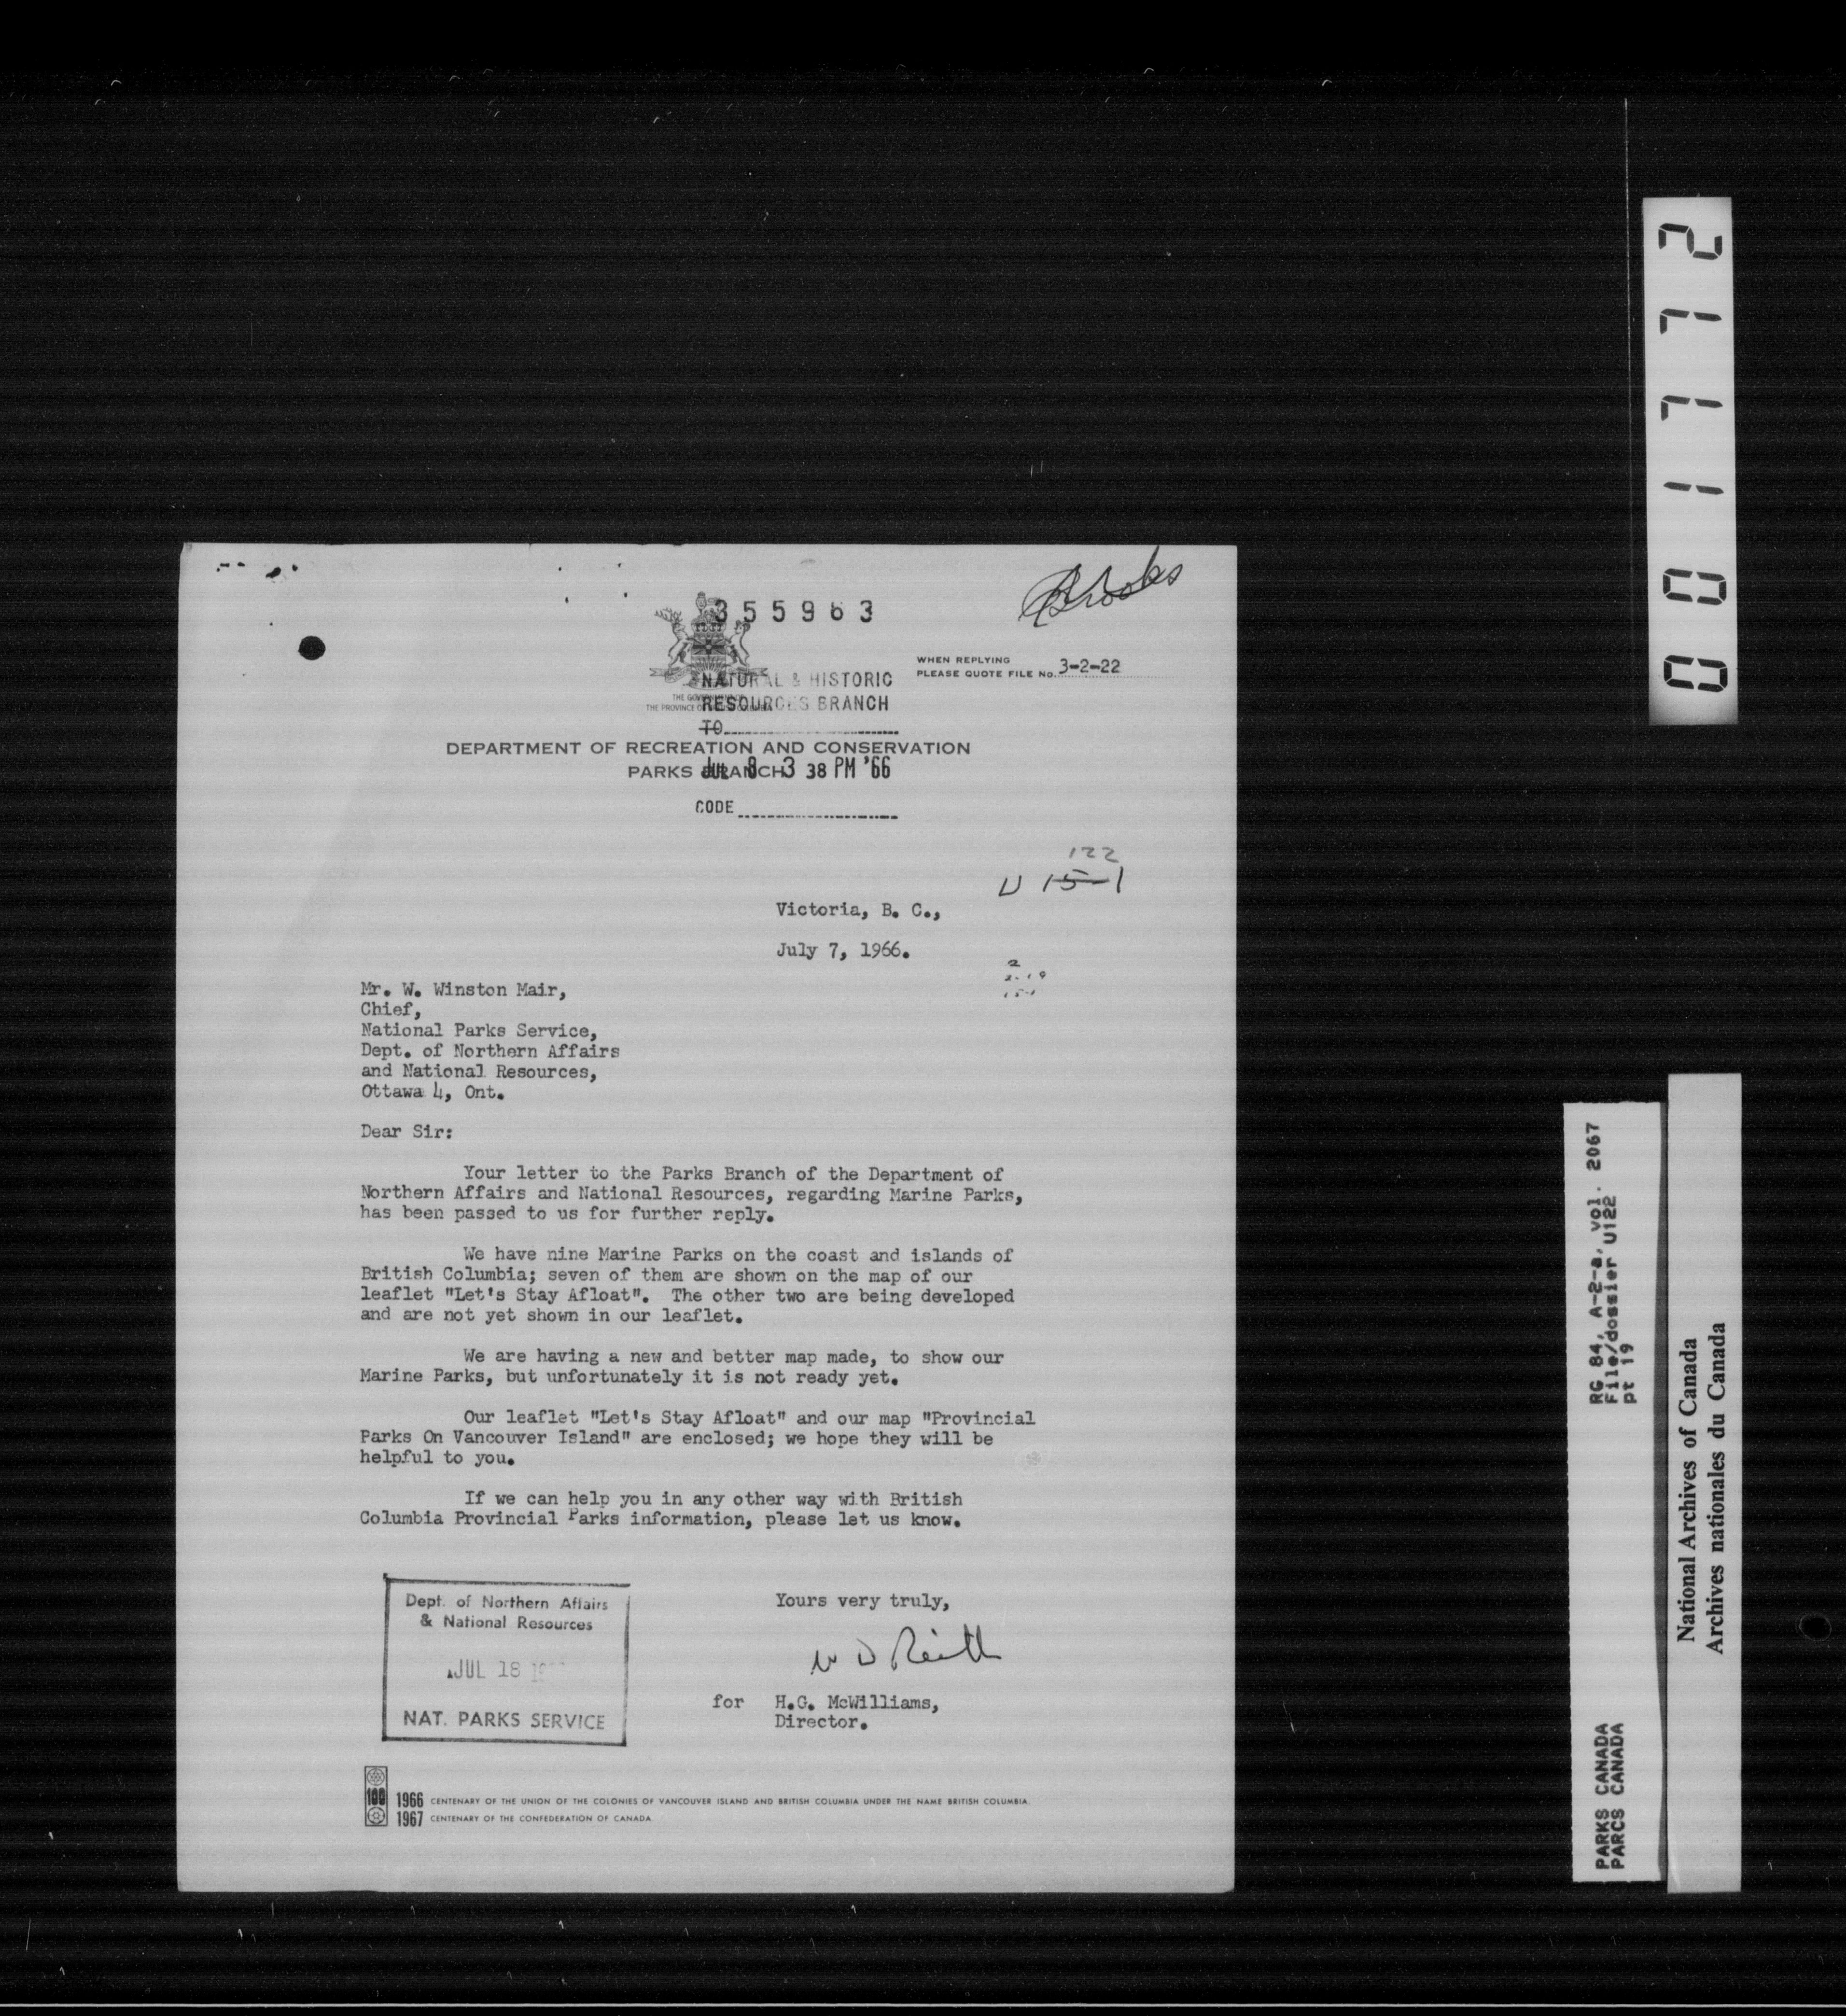 Brooks
355963
WHEN REPLYING
PLEASE QUOTE FILE No. 3-2-22
NATURAL & HISTORIC
RESOURCES BRANCH
THE GOVERNMENT OF
THE PROVINCE OF BRITISH COLUMBIA
TO
DEPARTMENT OF RECREATION AND CONSERVATION
PARKS BRANCH
JUL 8 3 38 PM '66
CODE
122
U 15-1
Victoria, B. C.,
July 7, 1966.
2
Mr. W. Winston Mair,
Chief,
National Parks Service,
Dept. of Northern Affairs
and National Resources,
Ottawa 4, Ont.
Dear Sir:
Your letter to the Parks Branch of the Department of
Northern Affairs and National Resources, regarding Marine Parks,
has been passed to us for further reply.
We have nine Marine Parks on the coast and islands of
British Columbia; seven of them are shown on the map of our
leaflet "Let's Stay Afloat". The other two are being developed
and are not yet shown in our leaflet.
We are having a new and better map made, to show our
Marine Parks, but unfortunately it is not ready yet.
Our leaflet "Let's Stay Afloat" and our map "Provincial
Parks On Vancouver Island" are enclosed; we hope they will be
helpful to you.
If we can help you in any other way with British
Columbia Provincial Parks information, please let us know.
Yours very truly,
W D Reith
for H.G. McWilliams,
Director.
Dept. of Northern Affairs
& National Resources
JUL 18
NAT. PARKS SERVICE
100
1966 CENTENARY OF THE UNION OF THE COLONIES OF VANCOUVER ISLAND AND BRITISH COLUMBIA UNDER THE NAME BRITISH COLUMBIA.
1967 CENTENARY OF THE CONFEDERATION OF CANADA.
001772
RG 84, A-2-a, vol. 2067
File/dossier U122
pt 19
PARKS CANADA
PARCS CANADA
National Archives of Canada
Archives nationales du Canada